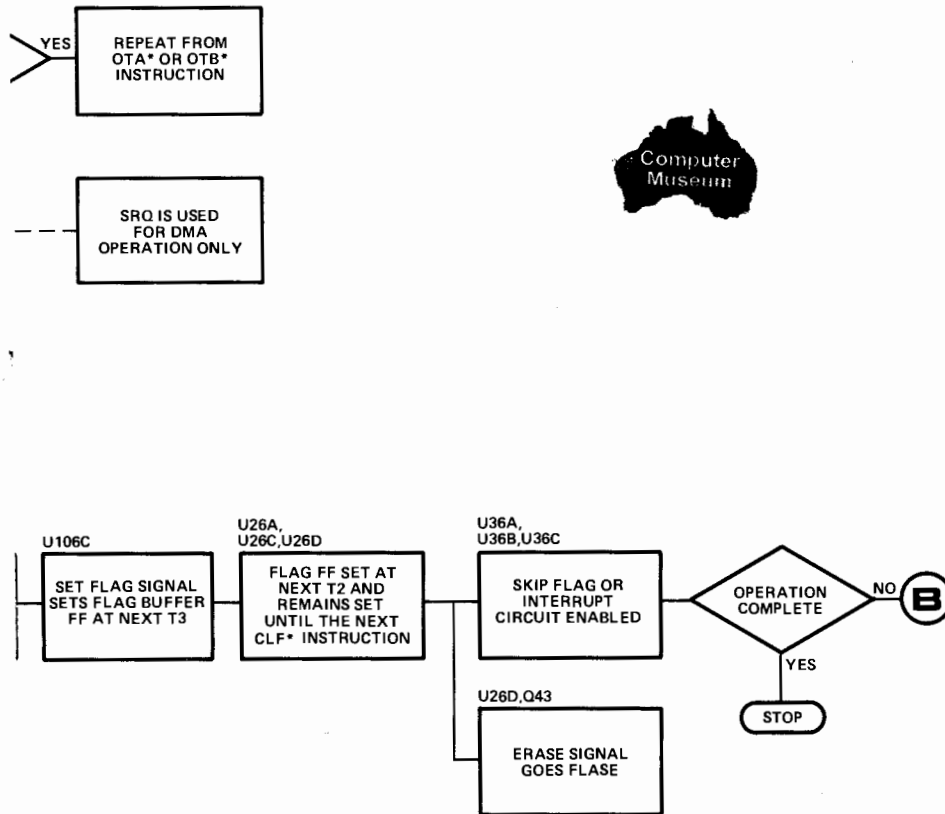 YES
REPEAT FROM
OTA* OR OTB*
INSTRUCTION
Computer
Museum
SRQ IS USED
FOR DMA
OPERATION ONLY
U106C
SET FLAG SIGNAL
SETS FLAG BUFFER
FF AT NEXT T3
U26A,
U26C,U26D
FLAG FF SET AT
NEXT T2 AND
REMAINS SET
UNTIL THE NEXT
CLF* INSTRUCTION
U36A,
U36B,U36C
SKIP FLAG OR
INTERRUPT
CIRCUIT ENABLED
OPERATION
COMPLETE
NO
B
YES
STOP
U26D,Q43
ERASE SIGNAL
GOES FLASE